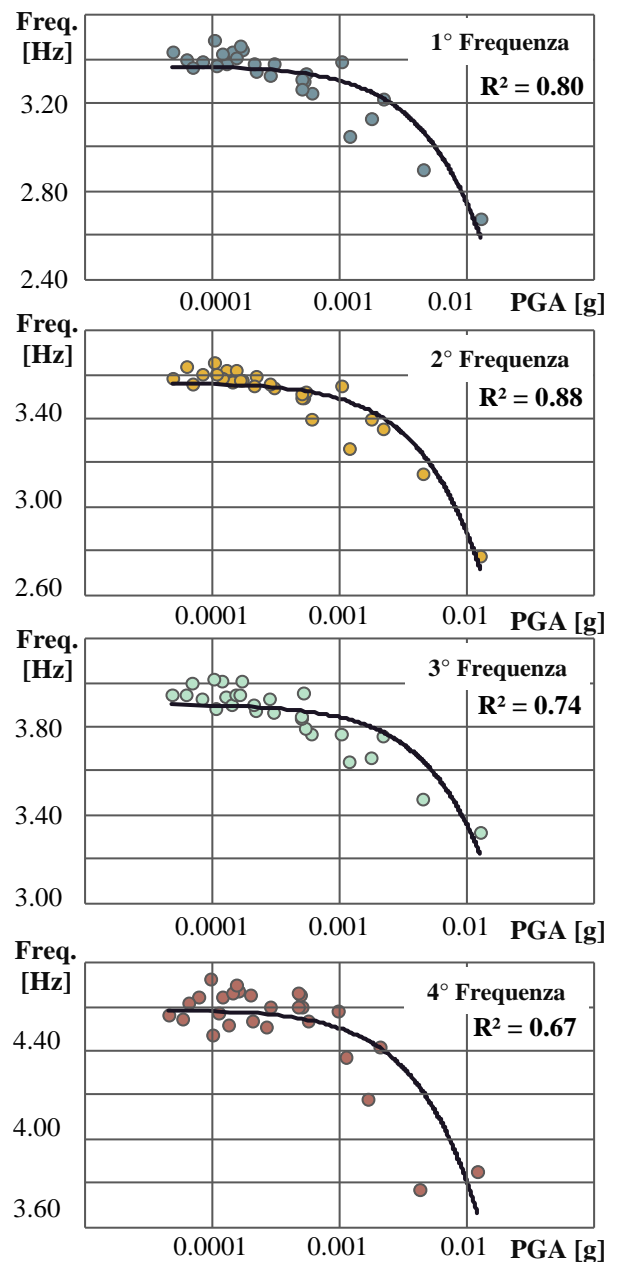 Freq.
[Hz]
1° Frequenza
R² = 0.80
3.20
2.80
2.40
0.0001 0.001 0.01 PGA [g]
Freq.
[Hz]
2° Frequenza
R² = 0.88
3.40
3.00
2.60
0.0001 0.001 0.01 PGA [g]
Freq.
[Hz]
3° Frequenza
R² = 0.74
3.80
3.40
3.00
0.0001 0.001 0.01 PGA [g]
Freq.
[Hz]
4° Frequenza
R² = 0.67
4.40
4.00
3.60
0.0001 0.001 0.01 PGA [g]